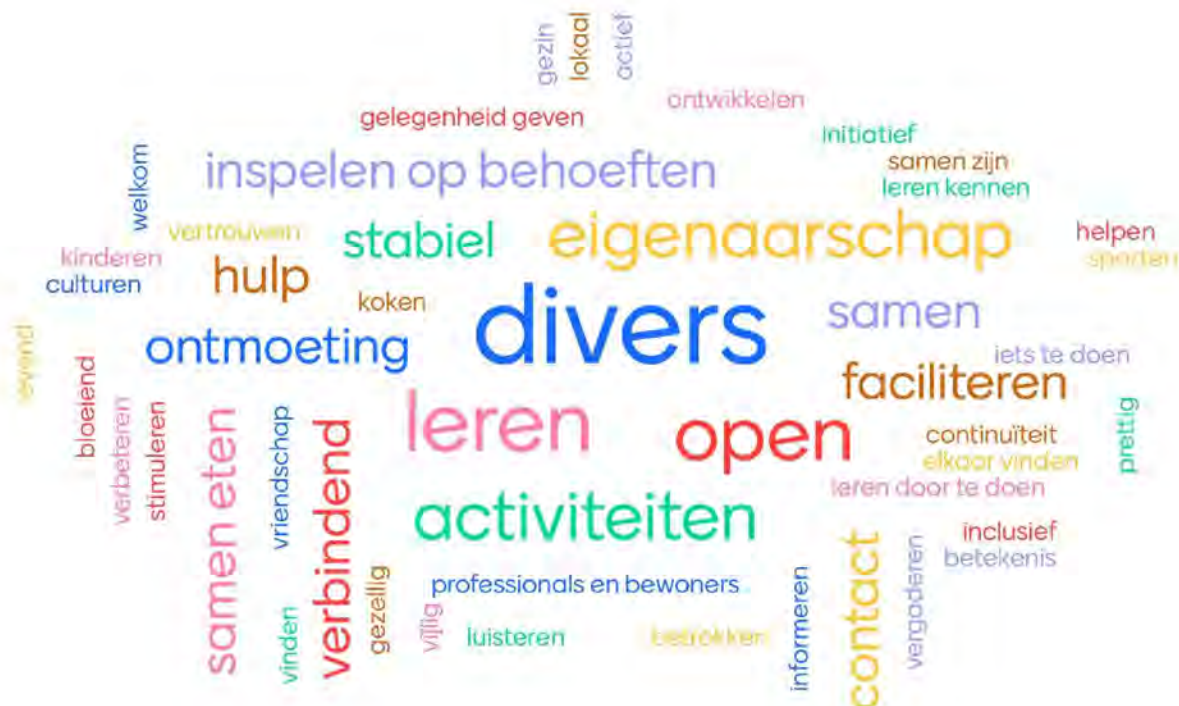 gezin
lokaal
actief
ontwikkelen
gelegenheid geven
initiatief
welkom
inspelen op behoeften
samen zijn
leren kennen
vertrouwen
stabiel
eigenaarschap
helpen
sporten
kinderen
culturen
hulp
koken
divers
samen
ontmoeting
iets te doen
levend
faciliteren
bloeiend
verbeteren
stimuleren
samen eten
vriendschap
verbindend
leren
open
continuïteit
elkaar vinden
prettig
leren door te doen
activiteiten
contact
inclusief
betekenis
vergaderen
professionals en bewoners
informeren
gezellig
vinden
luisteren
betrokken